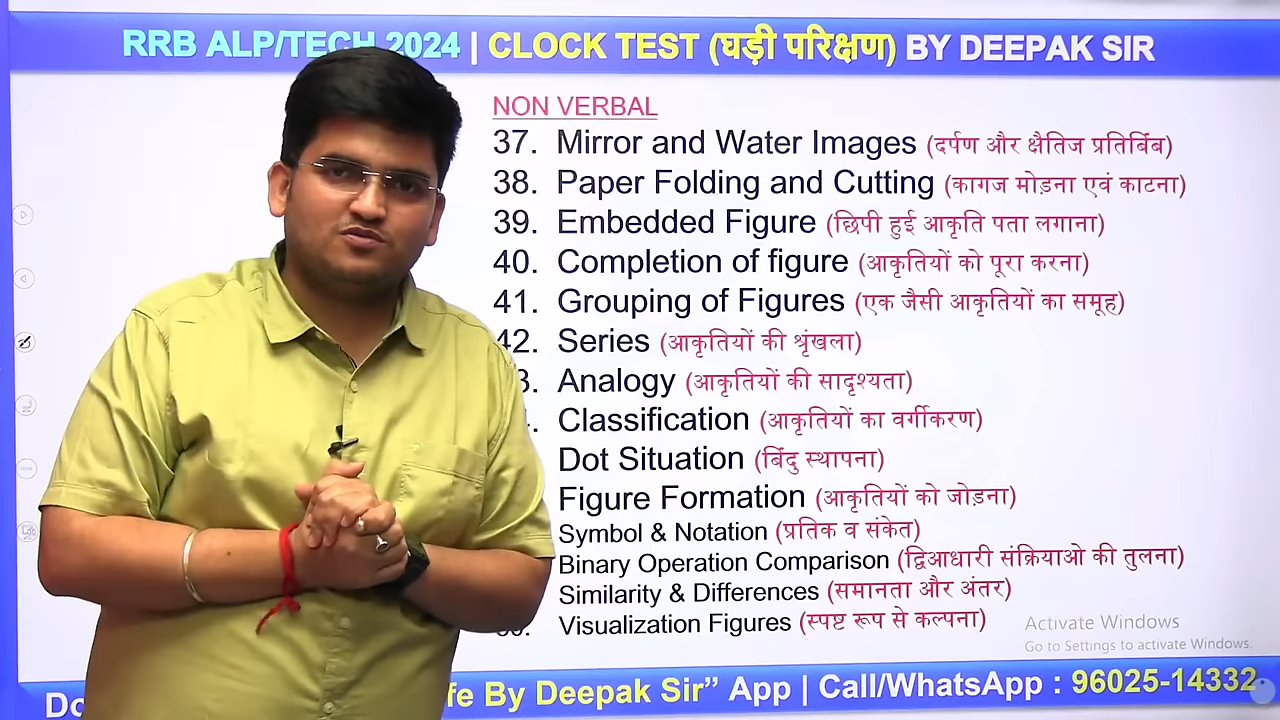 RRB ALP/TECH 2024 | CLOCK TEST (घड़ी परिक्षण) BY DEEPAK SIR
NON VERBAL
37. Mirror and Water Images (दर्पण और क्षैतिज प्रतिबिंब)
38. Paper Folding and Cutting (कागज मोड़ना एवं काटना)
39. Embedded Figure (छिपी हुई आकृति पता लगाना)
40. Completion of figure (आकृतियों को पूरा करना)
41. Grouping of Figures (एक जैसी आकृतियों का समूह)
42. Series (आकृतियों की श्रृंखला)
3. Analogy (आकृतियों की सादृश्यता)
Classification (आकृतियों का वर्गीकरण)
Dot Situation (बिंदु स्थापना)
Figure Formation (आकृतियों को जोड़ना)
Symbol & Notation (प्रतिक व संकेत)
Binary Operation Comparison (द्विआधारी संक्रियाओ की तुलना)
Similarity & Differences (समानता और अंतर)
Visualization Figures (स्पष्ट रूप से कल्पना)
Activate Windows
Go to Settings to activate Windows.
Do fe By Deepak Sir” App | Call/WhatsApp : 96025-14332